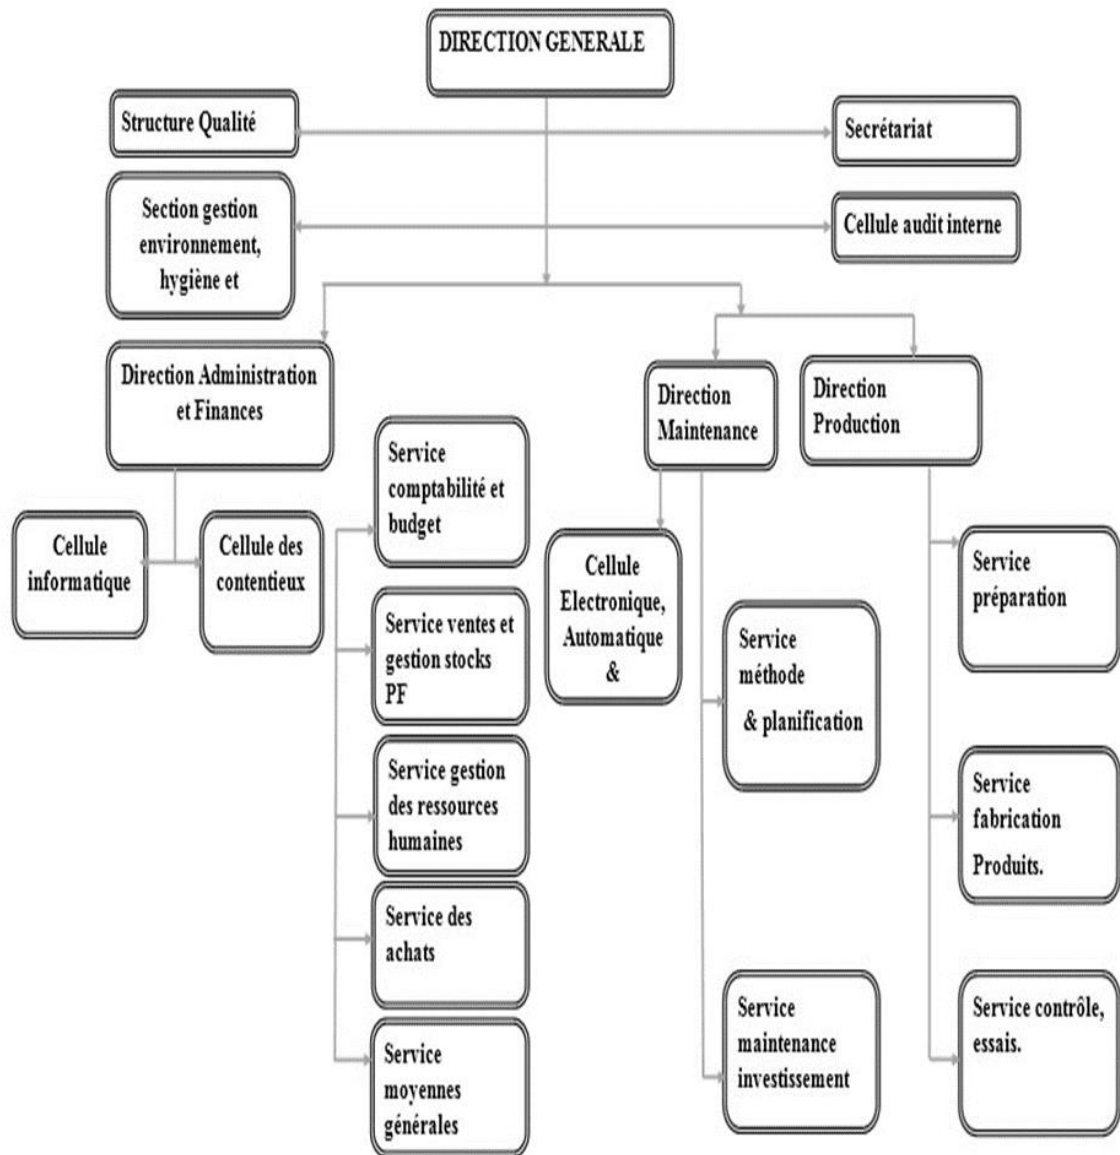 DIRECTION GENERALE
Structure Qualité
Secrétariat
Section gestion
environnement,
hygiène et
Cellule audit interne
Direction Administration
et Finances
Direction
Maintenance
Direction
Production
Cellule
informatique
Cellule des
contentieux
Service
comptabilité et
budget
Service ventes et
gestion stocks
PF
Service gestion
des ressources
humaines
Service des
achats
Service
moyennes
générales
Cellule
Electronique,
Automatique
&
Service
méthode
& planification
Service
maintenance
investissement
Service
préparation
Service
fabrication
Produits.
Service contrôle,
essais.